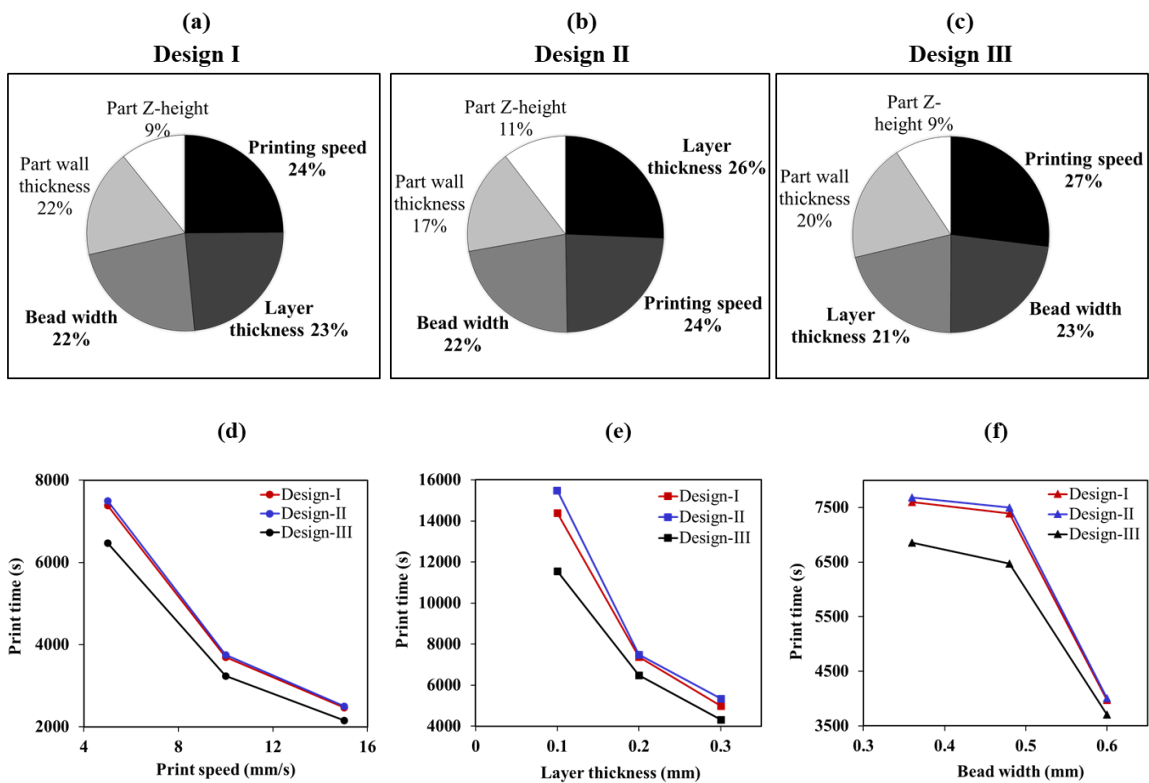 (a)
Design I
Part Z-height
9%
Printing speed
24%
Part wall
thickness
22%
Bead width
22%
Layer
thickness 23%
(b)
Design II
Part Z-height
11%
Layer
thickness 26%
Part wall
thickness
17%
Bead width
22%
Printing speed
24%
(c)
Design III
Part Z-
height 9%
Printing speed
27%
Part wall
thickness
20%
Layer
thickness 21%
Bead width
23%
(d)
8000
6000
4000
2000
Print time (s)
Design-I
Design-II
Design-III
4
8
12
16
Print speed (mm/s)
(e)
16000
14000
12000
10000
8000
6000
4000
Print time (s)
Design-I
Design-II
Design-III
0
0.1
0.2
0.3
Layer thickness (mm)
(f)
7500
6500
5500
4500
3500
Print time (s)
Design-I
Design-II
Design-III
0.3
0.4
0.5
0.6
Bead width (mm)